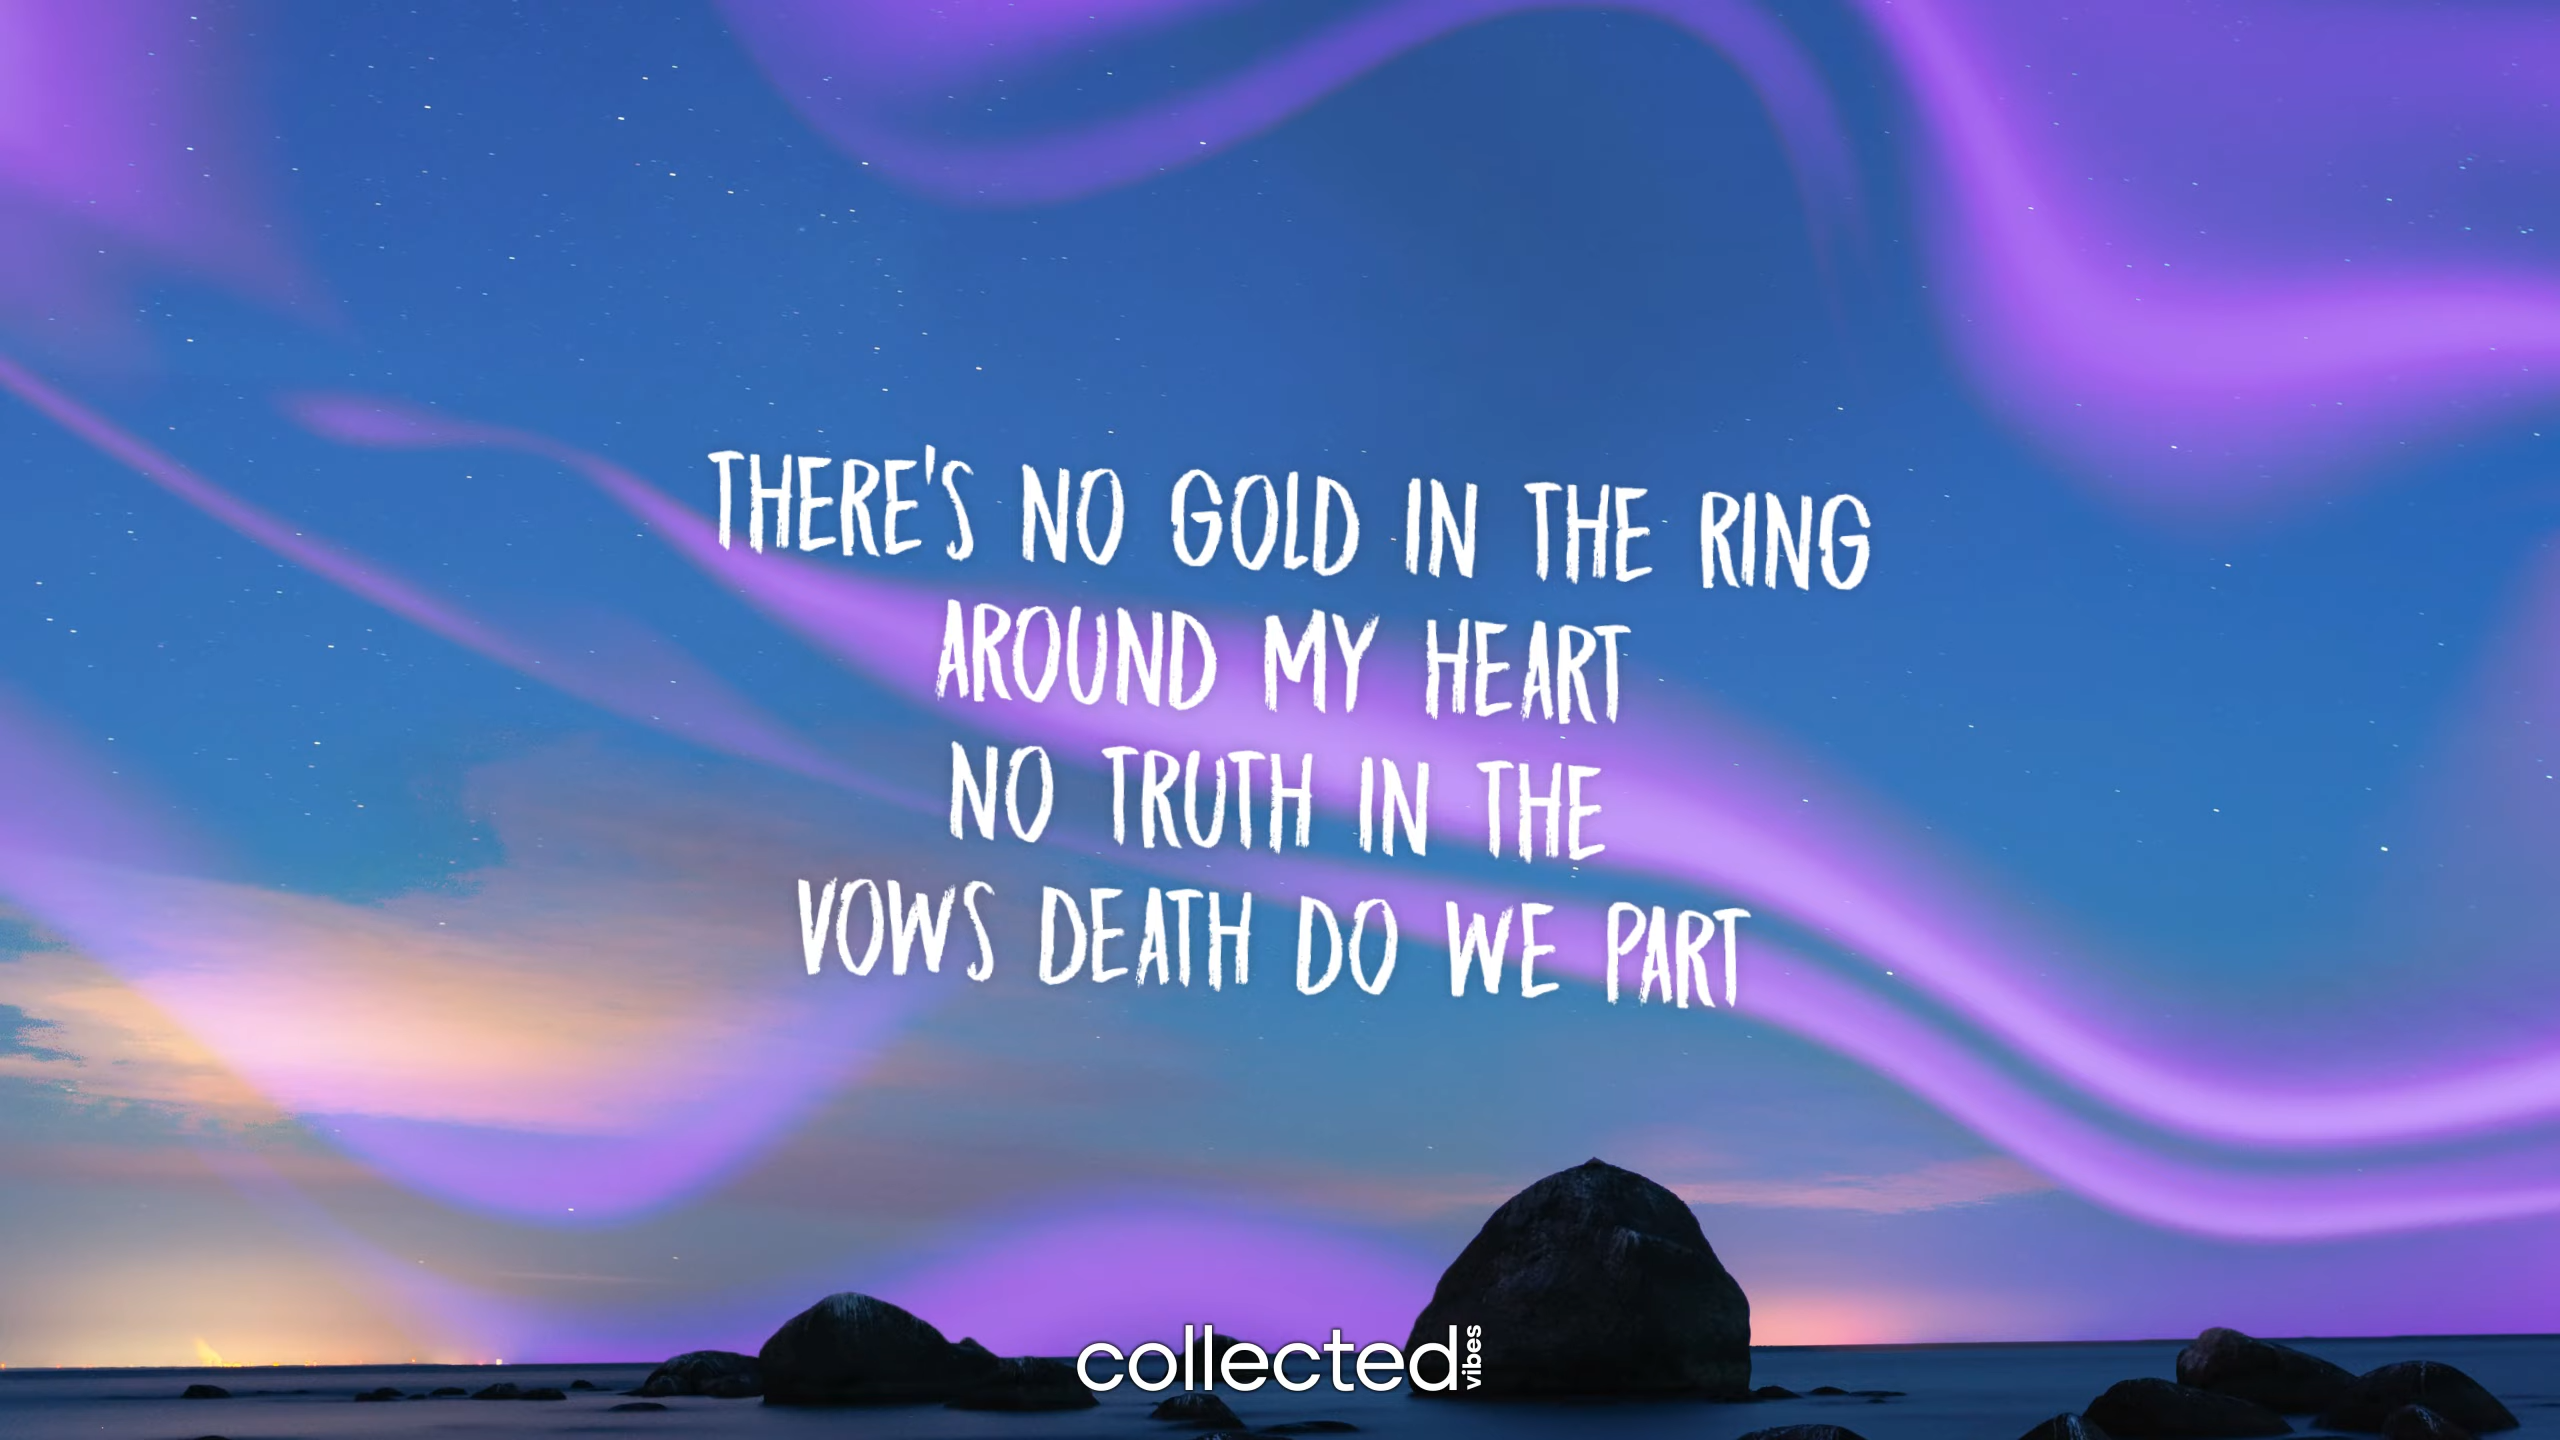 THERE'S NO GOLD IN THE RING
AROUND MY HEART
NO TRUTH IN THE
VOWS DEATH DO WE PART
collected vibes